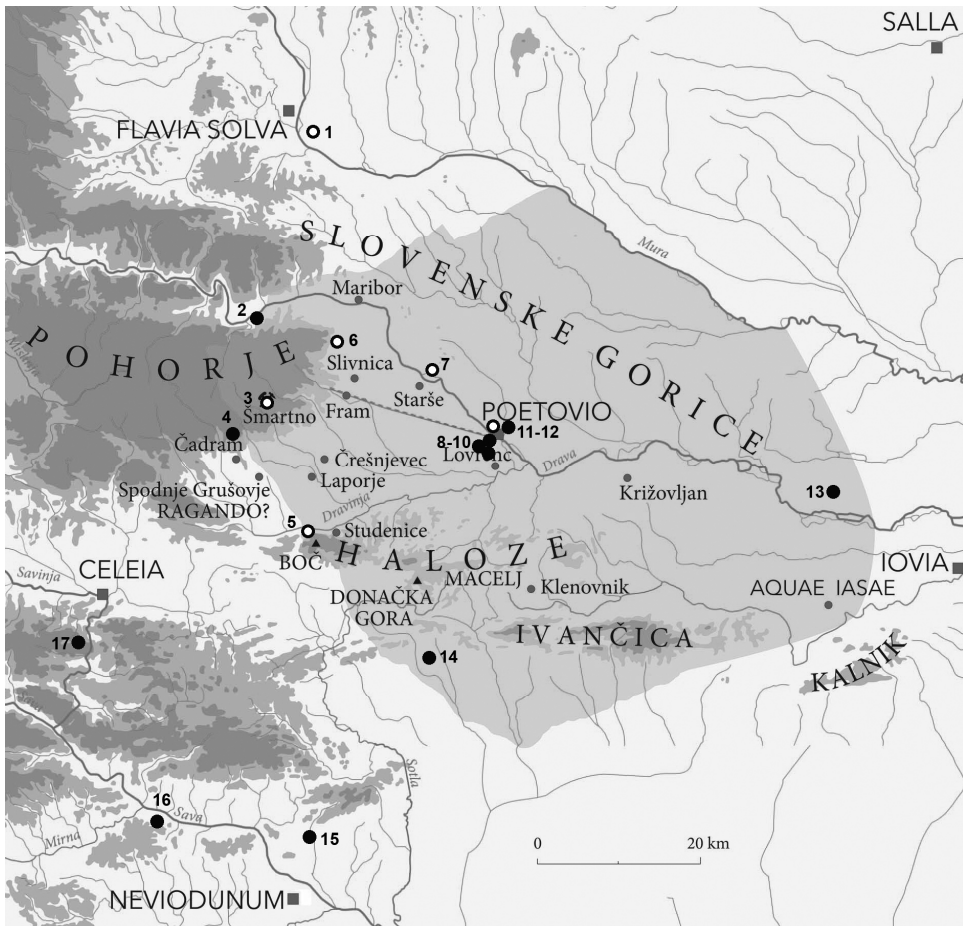 SALLA
FLAVIA SOLVA
1
SLOVENSKE GORICE
Mura
Maribor
2
POHORJE
6
Slivnica
7
Starše
3
Šmartno
Fram
POETOVIO
4
8-10
11-12
Lovrenc
Čadram
Črešnjevec
Drava
Spodnje Grušovje
RAGANDO?
Laporje
Križovljan
13
Dravinja
5
Studenice
BOČ
HALOZE
IOVIA
Savinja
CELEIA
MACELJ
Klenovnik
AQUAE IASAE
DONAČKA
GORA
IVANČICA
17
14
KALNIK
Sotla
16
Sava
Mirna
15
0
20 km
NEVIODUNUM